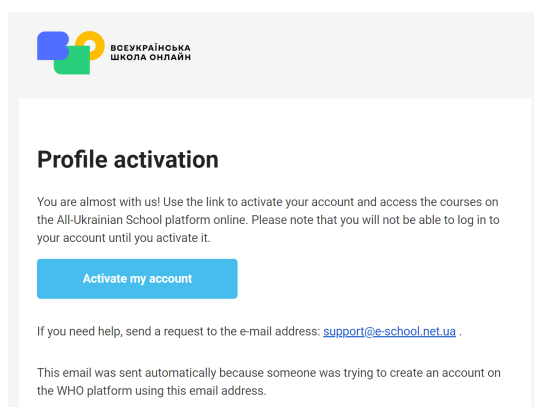 ВСЕУКРАЇНСЬКА
ШКОЛА ОНЛАЙН
Profile activation
You are almost with us! Use the link to activate your account and access the courses on
the All-Ukrainian School platform online. Please note that you will not be able to log in to
your account until you activate it.
Activate my account
If you need help, send a request to the e-mail address: support@e-school.net.ua .
This email was sent automatically because someone was trying to create an account on
the WHO platform using this email address.